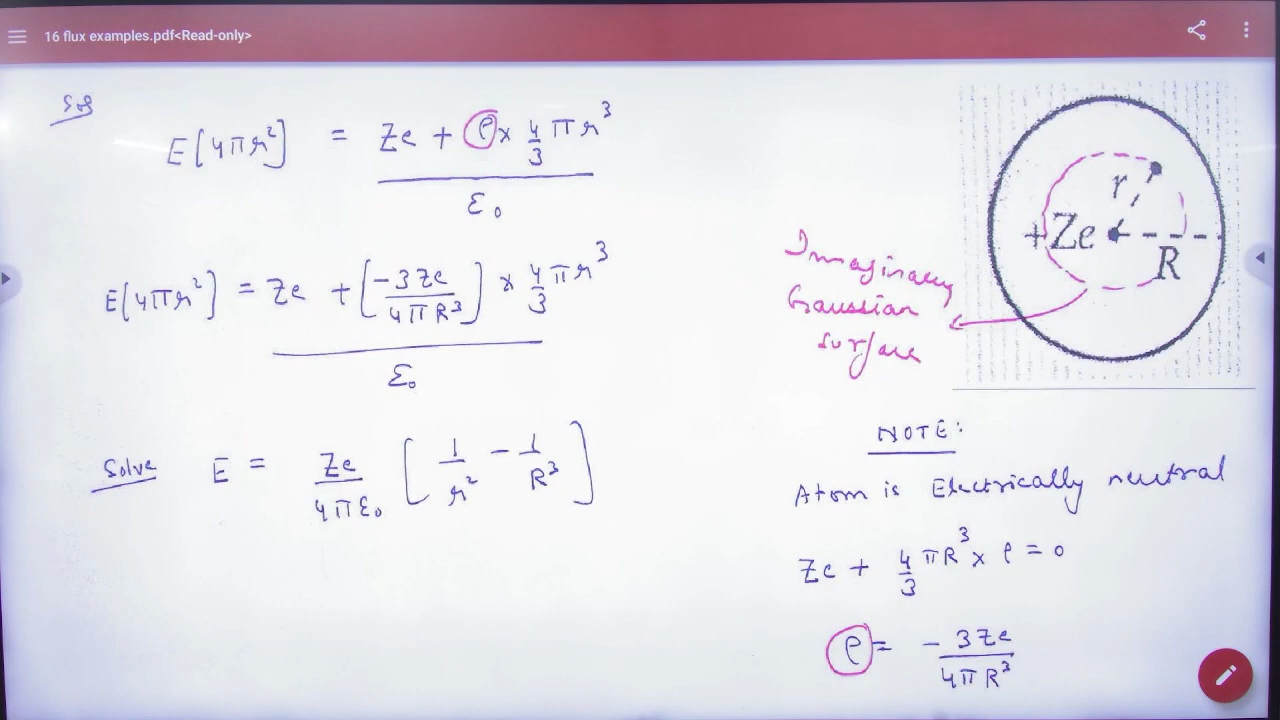 16 flux examples.pdf<Read-only>
Sol
E[4πr²] = Ze + ρ × 4/3 πr³
ε₀
E[4πr²] = Ze + [-3Ze / 4πR³] × 4/3 πr³
ε₀
Solve E = Ze / 4πε₀ [1/r² - 1/R³]
r
+Ze
R
Imaginary
Gaussian
surface
NOTE:
Atom is Electrically neutral
Ze + 4/3 πR³ × ρ = 0
ρ = -3Ze / 4πR³